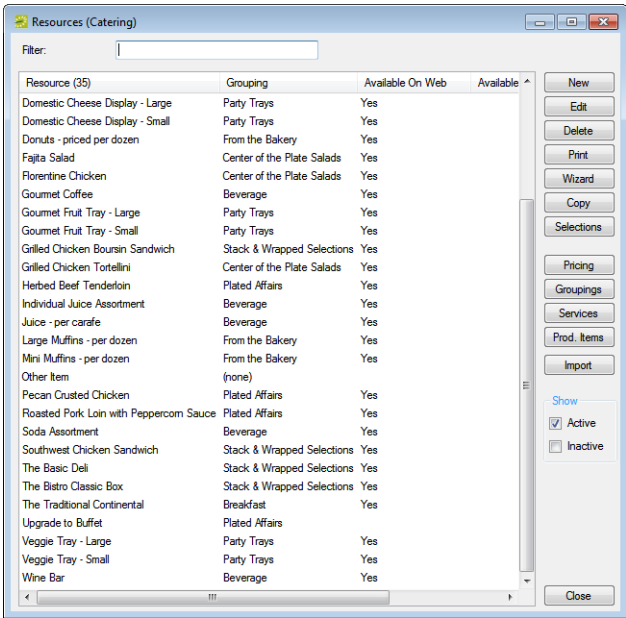 Resources (Catering)
Filter:
Resource (35) Grouping Available On Web Available
Domestic Cheese Display - Large Party Trays Yes
Domestic Cheese Display - Small Party Trays Yes
Donuts - priced per dozen From the Bakery Yes
Fajita Salad Center of the Plate Salads Yes
Florentine Chicken Center of the Plate Salads Yes
Gourmet Coffee Beverage Yes
Gourmet Fruit Tray - Large Party Trays Yes
Gourmet Fruit Tray - Small Party Trays Yes
Grilled Chicken Boursin Sandwich Stack & Wrapped Selections Yes
Grilled Chicken Tortellini Center of the Plate Salads Yes
Herbed Beef Tenderloin Plated Affairs Yes
Individual Juice Assortment Beverage Yes
Juice - per carafe Beverage Yes
Large Muffins - per dozen From the Bakery Yes
Mini Muffins - per dozen From the Bakery Yes
Other Item (none)
Pecan Crusted Chicken Plated Affairs Yes
Roasted Pork Loin with Peppercorn Sauce Plated Affairs Yes
Soda Assortment Beverage Yes
Southwest Chicken Sandwich Stack & Wrapped Selections Yes
The Basic Deli Stack & Wrapped Selections Yes
The Bistro Classic Box Stack & Wrapped Selections Yes
The Traditional Continental Breakfast Yes
Upgrade to Buffet Plated Affairs
Veggie Tray - Large Party Trays Yes
Veggie Tray - Small Party Trays Yes
Wine Bar Beverage Yes
New
Edit
Delete
Print
Wizard
Copy
Selections
Pricing
Groupings
Services
Prod. Items
Import
Show
Active
Inactive
Close